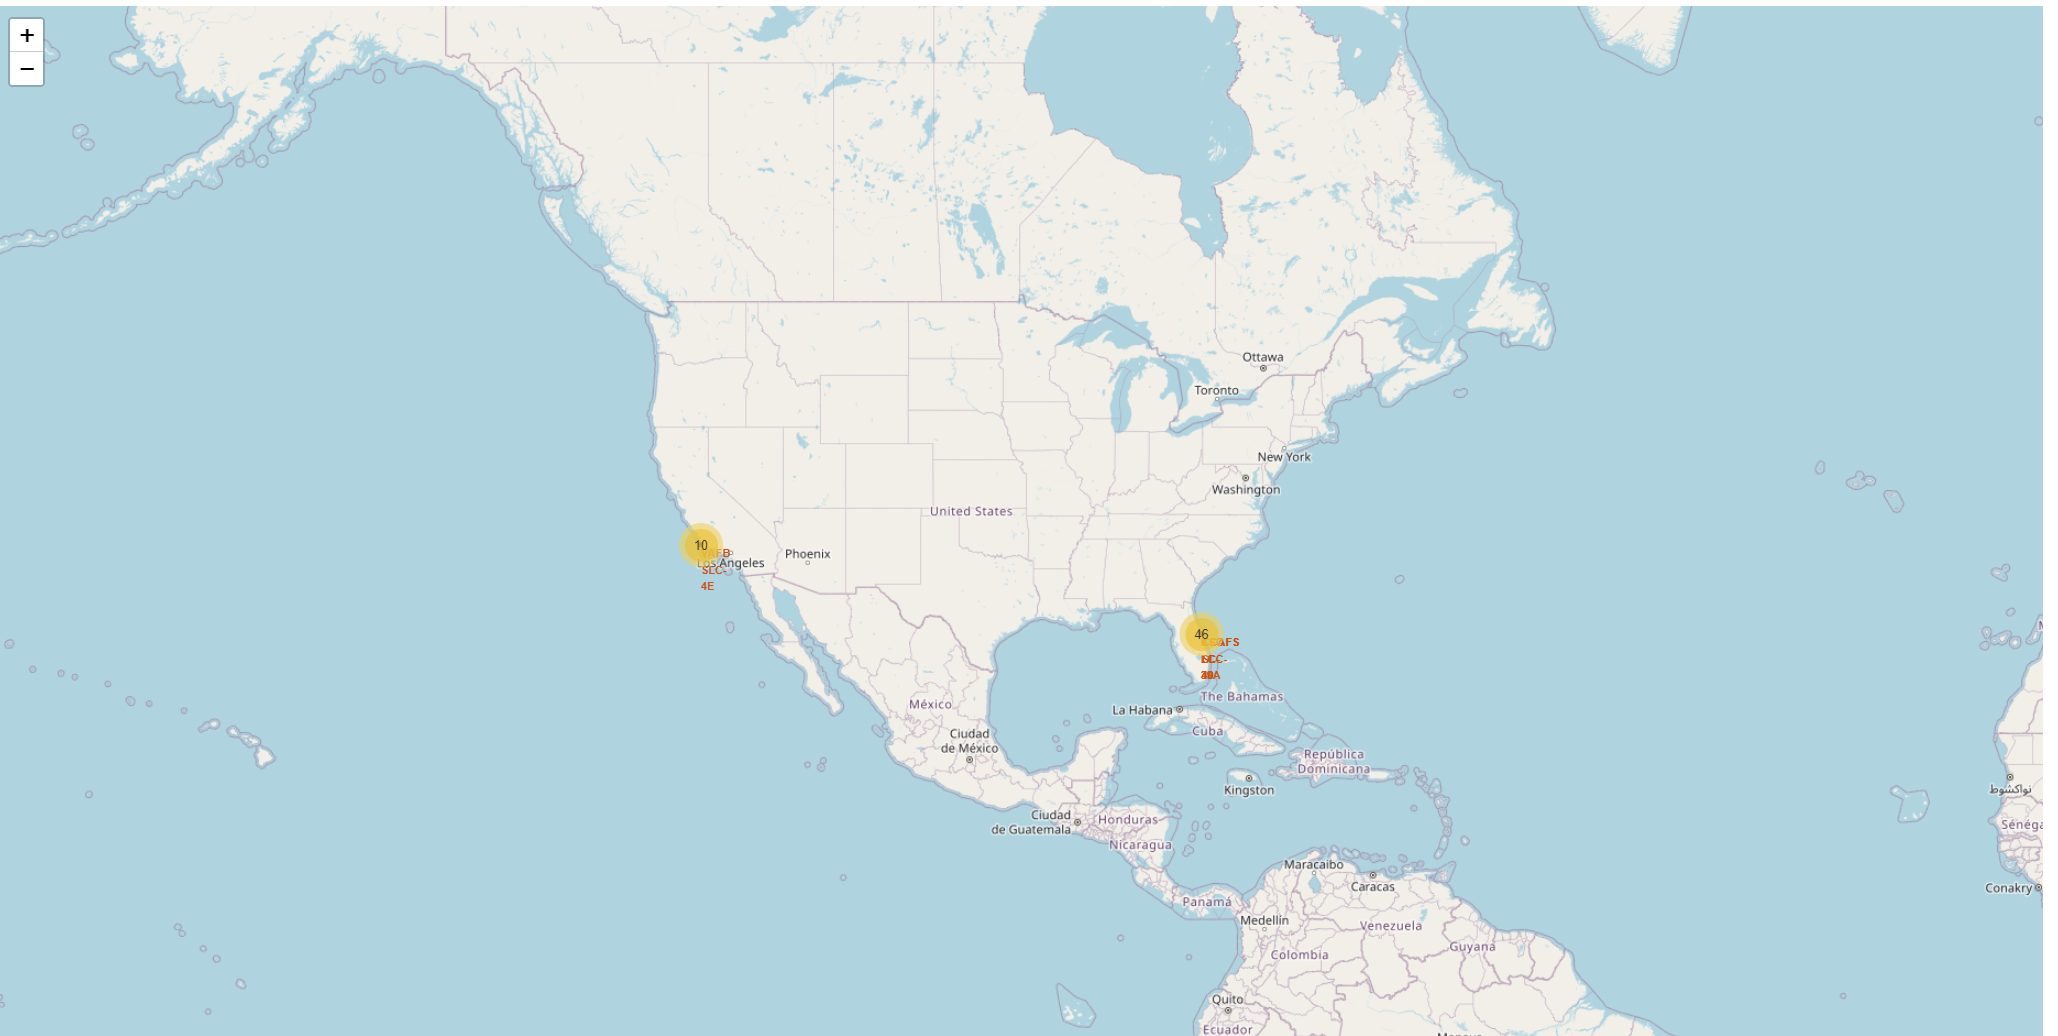 +
−
Ottawa
Toronto
New York
Washington
United States
10
VAFB
Los Angeles
SLC-
4E
Phoenix
46
The Bahamas
La Habana
Cuba
México
Ciudad
de México
República
Dominicana
Kingston
Ciudad
de Guatemala
Honduras
Nicaragua
نواكشوط
Maracaibo
Caracas
Conakry
Panamá
Medellín
Venezuela
Guyana
Colombia
Quito
Ecuador